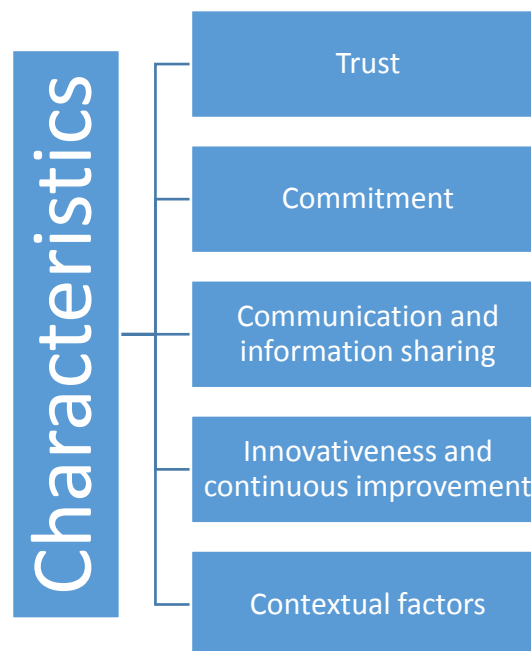 Characteristics
Trust
Commitment
Communication and
information sharing
Innovativeness and
continuous improvement
Contextual factors